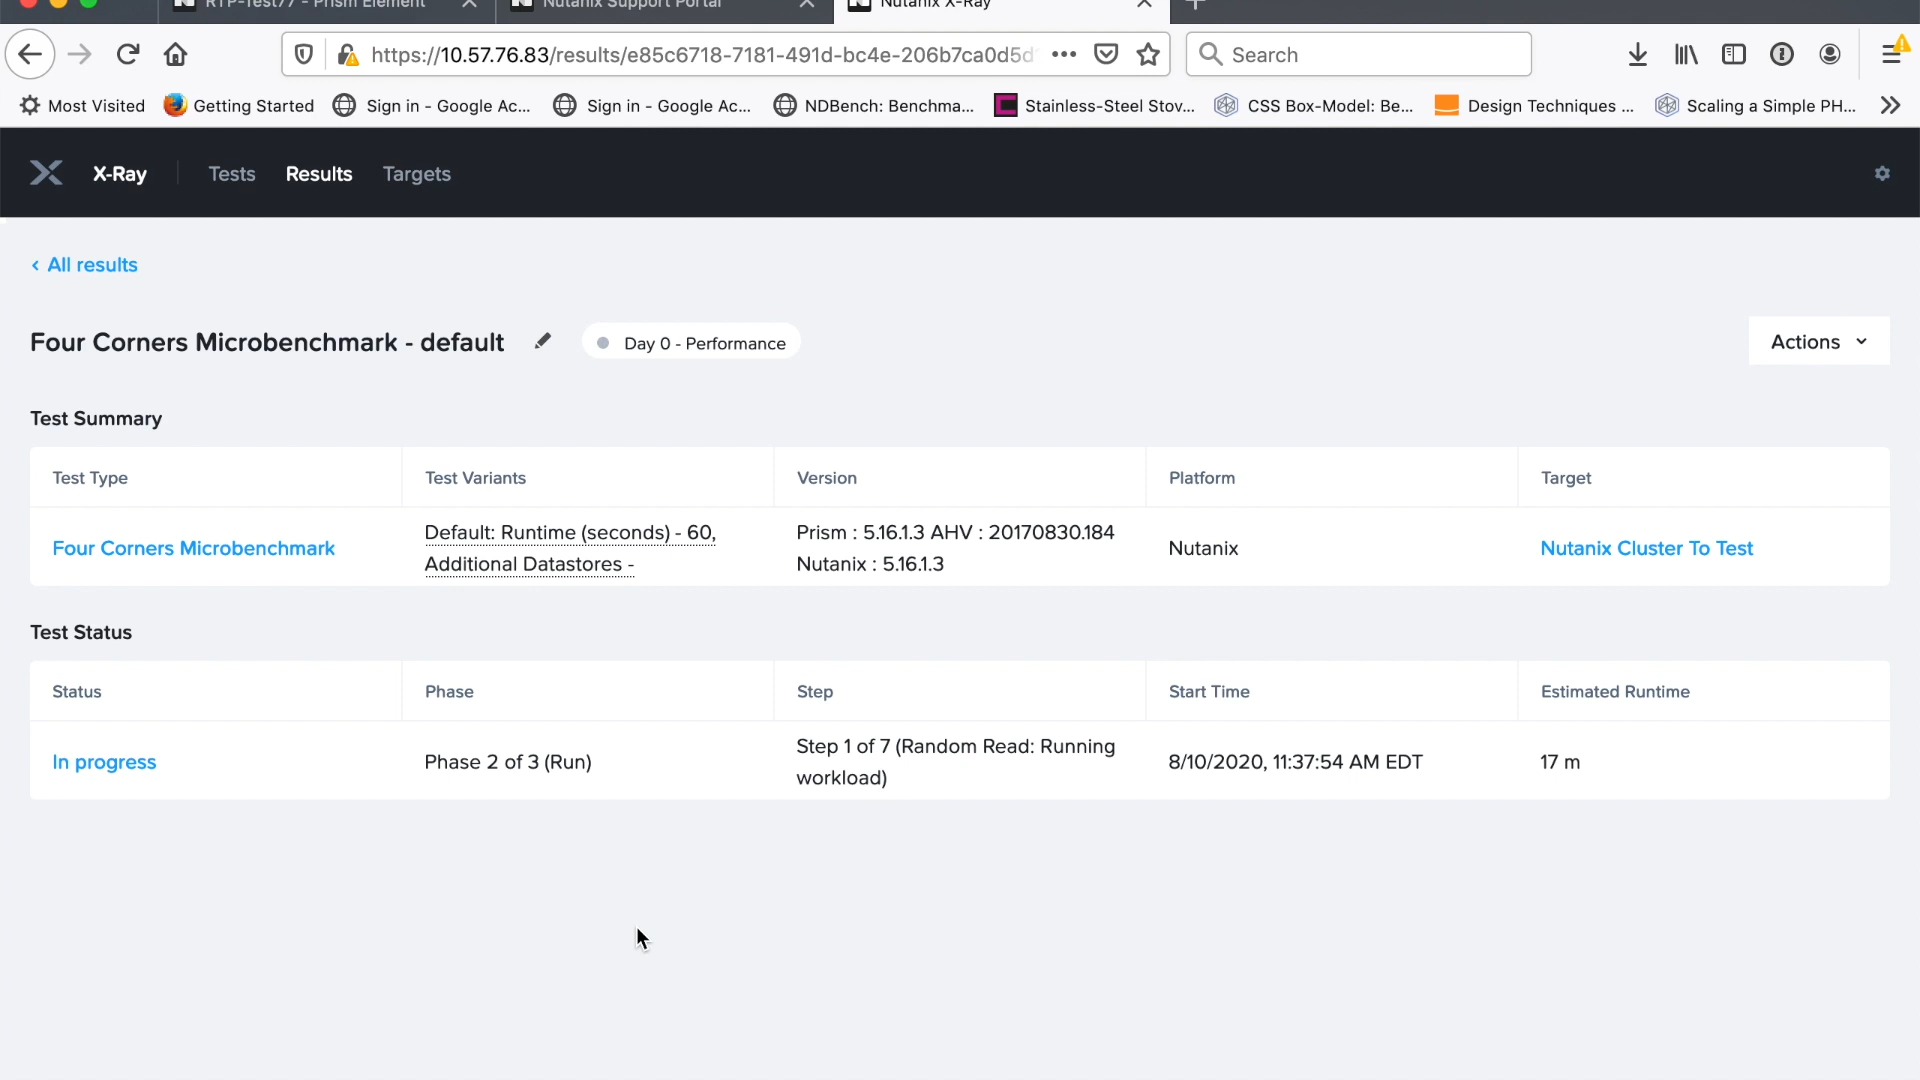 RTP-Test77 - Prism Element
Nutanix Support Portal
Nutanix X-Ray
https://10.57.76.83/results/e85c6718-7181-491d-bc4e-206b7ca0d5d
Search
Most Visited
Getting Started
Sign in - Google Ac...
Sign in - Google Ac...
NDBench: Benchma...
Stainless-Steel Stov...
CSS Box-Model: Be...
Design Techniques ...
Scaling a Simple PH...
X-Ray
Tests
Results
Targets
‹ All results
Four Corners Microbenchmark - default
Day 0 - Performance
Actions
Test Summary
Test Type
Test Variants
Version
Platform
Target
Four Corners Microbenchmark
Default: Runtime (seconds) - 60,
Additional Datastores -
Prism : 5.16.1.3 AHV : 20170830.184
Nutanix : 5.16.1.3
Nutanix
Nutanix Cluster To Test
Test Status
Status
Phase
Step
Start Time
Estimated Runtime
In progress
Phase 2 of 3 (Run)
Step 1 of 7 (Random Read: Running
workload)
8/10/2020, 11:37:54 AM EDT
17 m